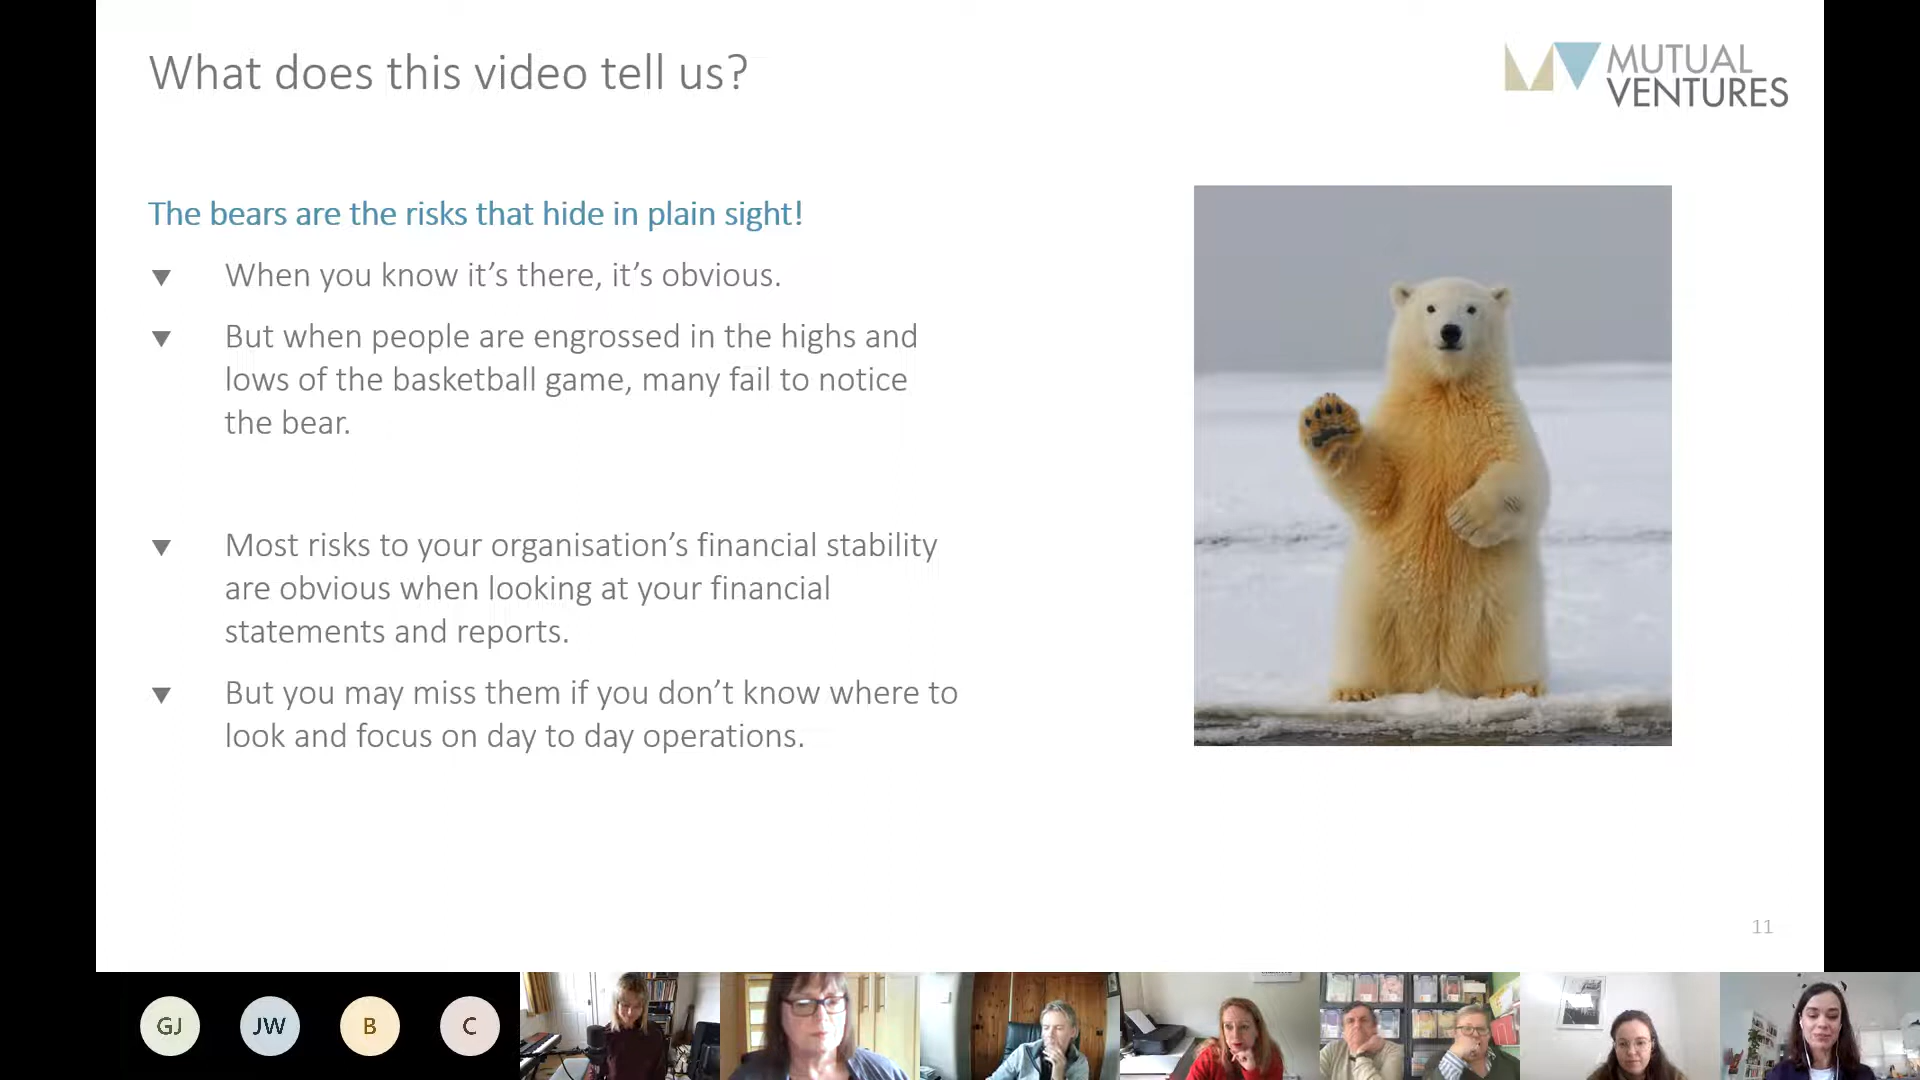 What does this video tell us?
MUTUAL
VENTURES
The bears are the risks that hide in plain sight!
When you know it’s there, it’s obvious.
But when people are engrossed in the highs and
lows of the basketball game, many fail to notice
the bear.
Most risks to your organisation’s financial stability
are obvious when looking at your financial
statements and reports.
But you may miss them if you don’t know where to
look and focus on day to day operations.
11
GJ
JW
B
C